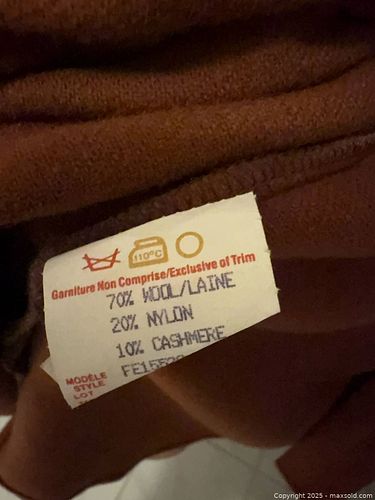 110°C
Garniture Non Comprise/Exclusive of Trim
70% WOOL/LAINE
20% NYLON
10% CASHMERE
MODÈLE
STYLE
LOT
Copyright 2025 - maxsold.com